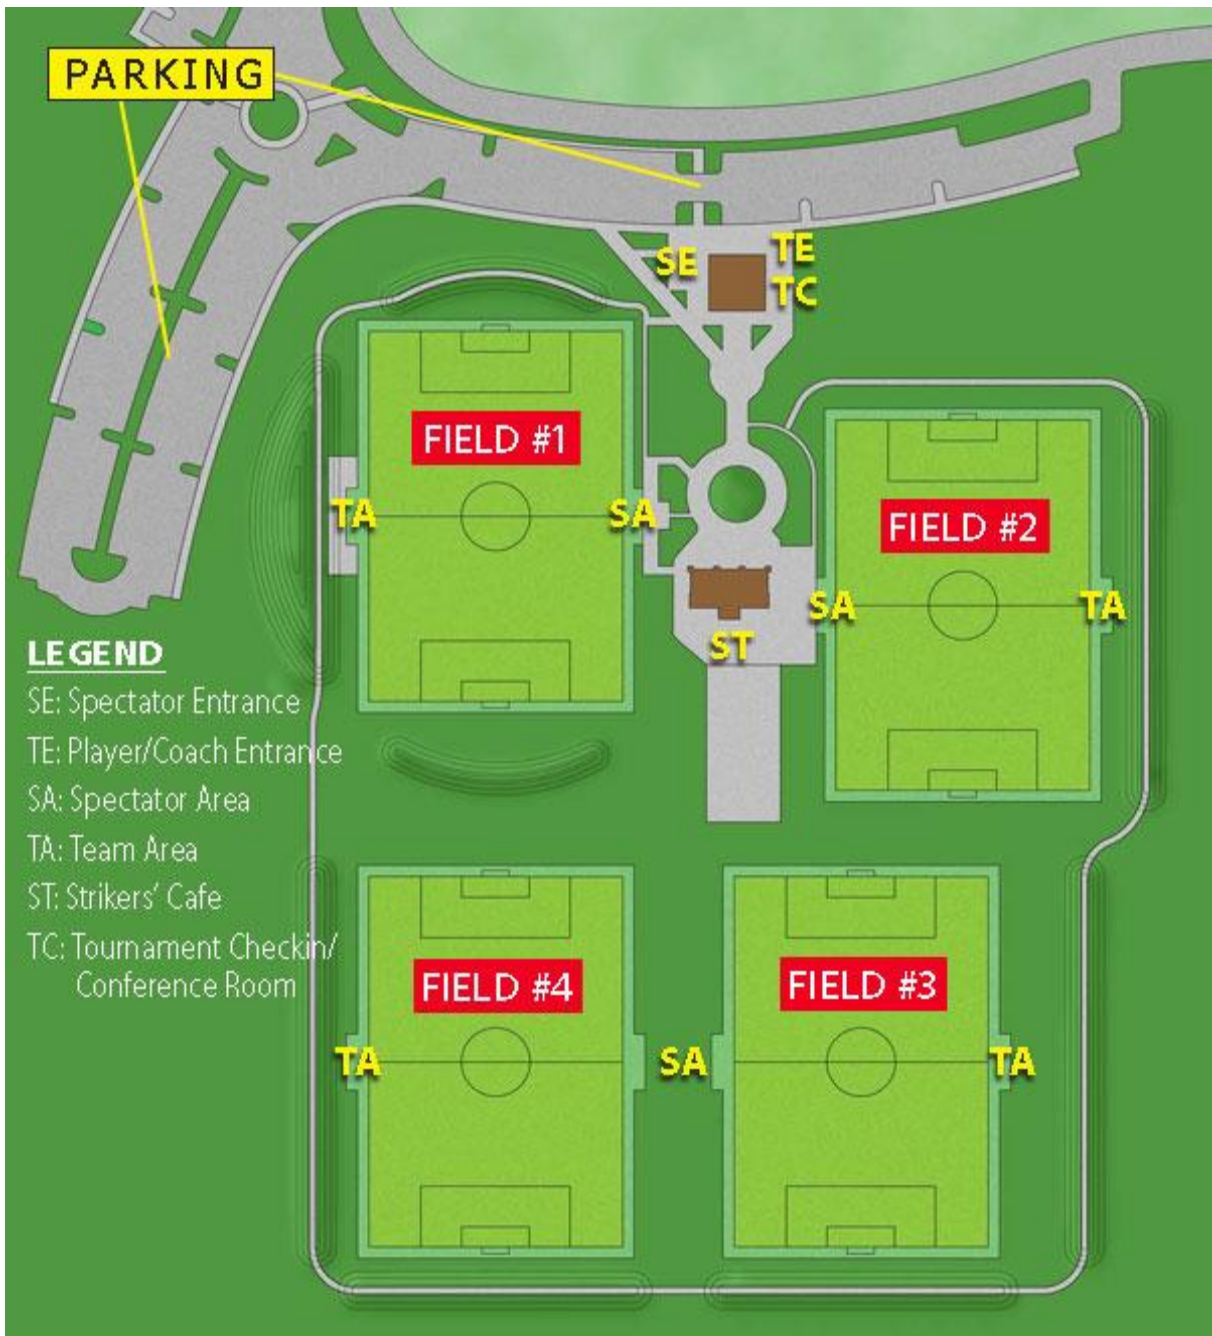 PARKING
SE
TE
TC
FIELD #1
TA
SA
FIELD #2
SA
TA
ST
LEGEND
SE: Spectator Entrance
TE: Player/Coach Entrance
SA: Spectator Area
TA: Team Area
ST: Strikers' Cafe
TC: Tournament Checkin/
Conference Room
FIELD #4
FIELD #3
TA
SA
TA